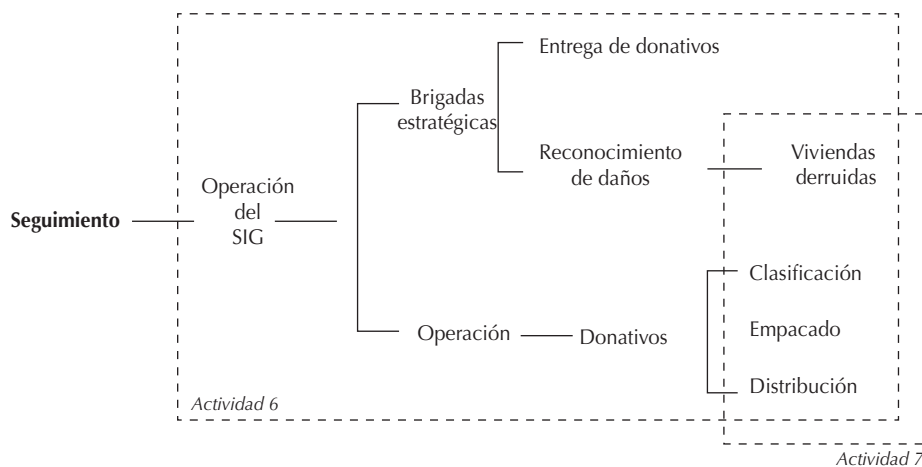 Entrega de donativos
Brigadas
estratégicas
Reconocimiento
de daños
Viviendas
derruidas
Operación
del
SIG
Seguimiento
Clasificación
Operación
Donativos
Empacado
Distribución
Actividad 6
Actividad 7